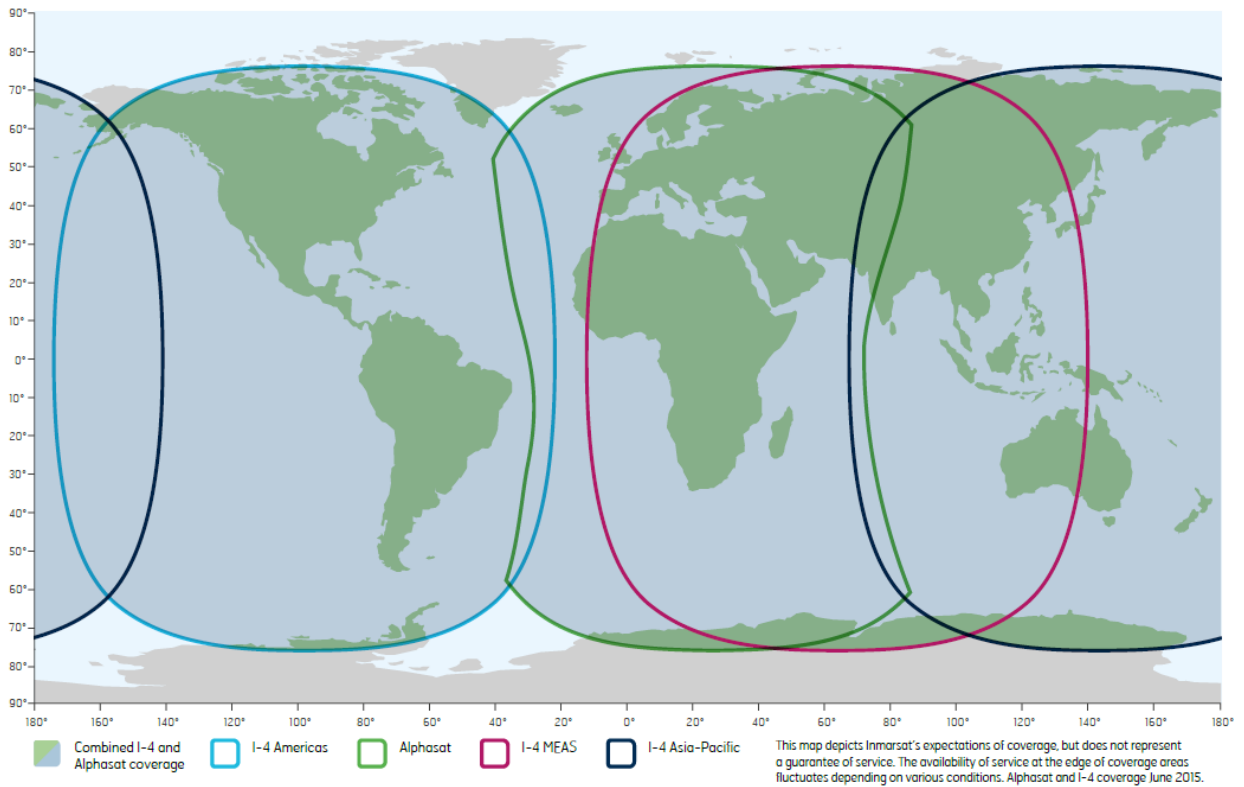 90°
80°
70°
60°
50°
40°
30°
20°
10°
0°
10°
20°
30°
40°
50°
60°
70°
80°
90°
180° 160° 140° 120° 100° 80° 60° 40° 20° 0° 20° 40° 60° 80° 100° 120° 140° 160° 180°
Combined I-4 and
Alphasat coverage
I-4 Americas
Alphasat
I-4 MEAS
I-4 Asia-Pacific
This map depicts Inmarsat's expectations of coverage, but does not represent
a guarantee of service. The availability of service at the edge of coverage areas
fluctuates depending on various conditions. Alphasat and I-4 coverage June 2015.